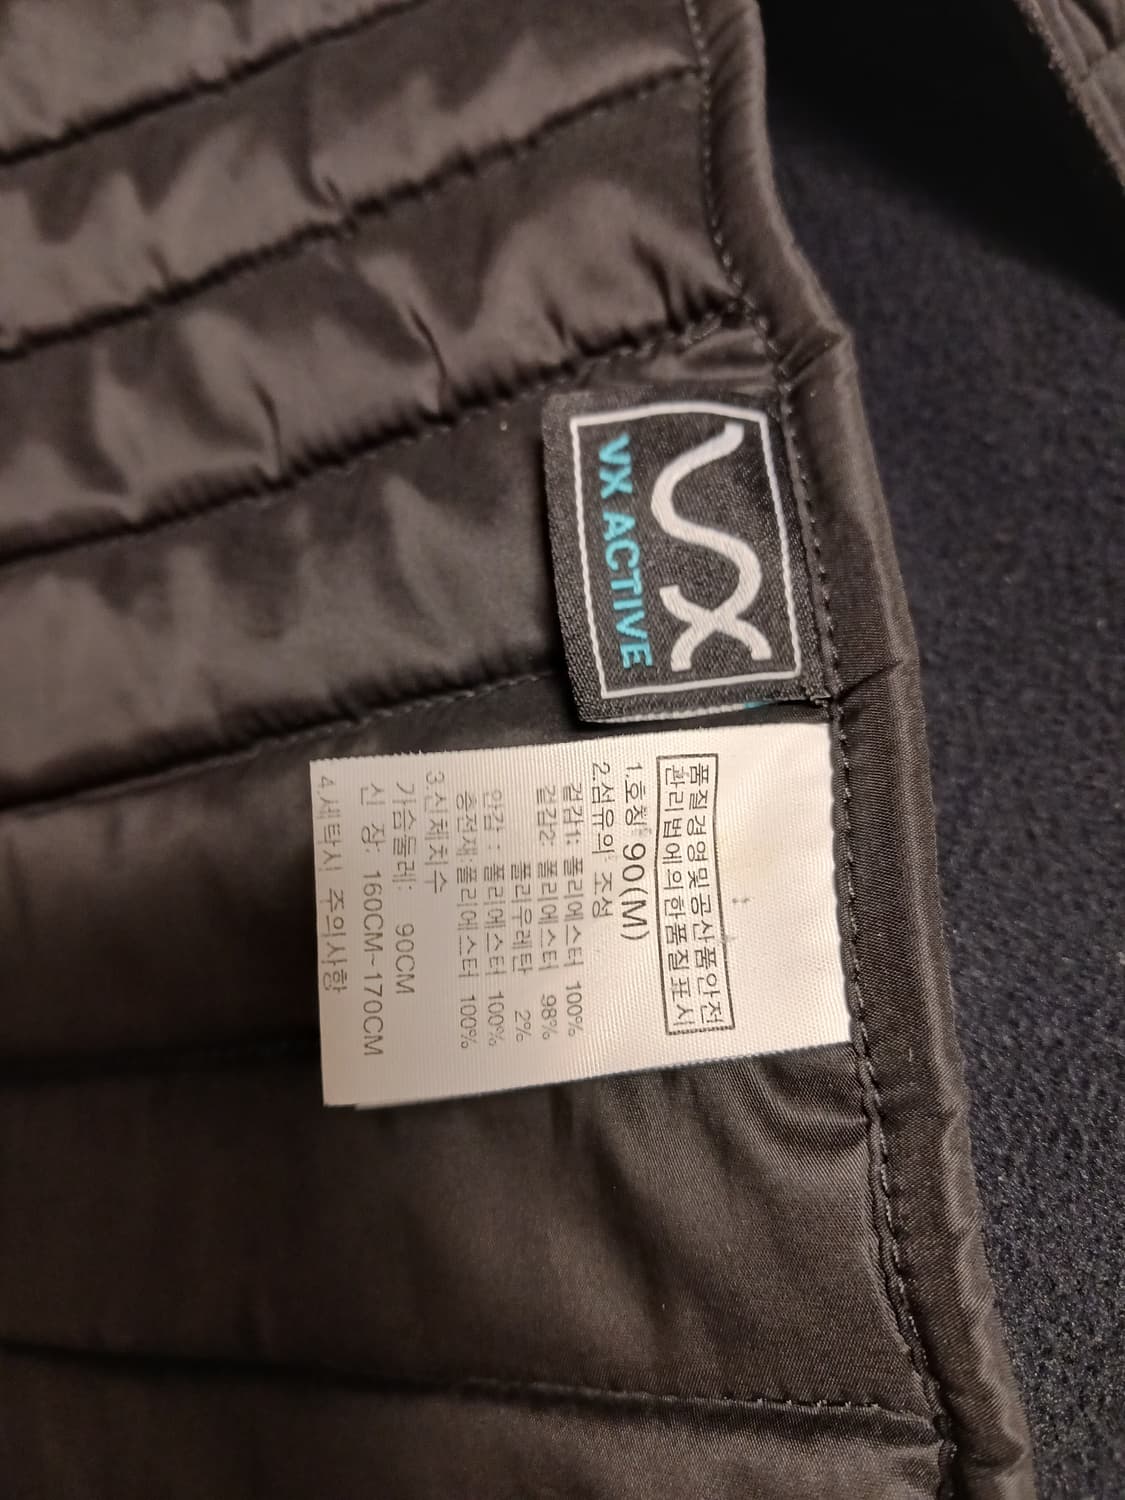 VX
VX ACTIVE
품질경영및공산품안전
관리법에의한품질표시
1.호칭 90(M)
2.섬유의 조성
겉감1: 폴리에스터 100%
겉감2: 폴리에스터 98%
폴리우레탄 2%
안감 : 폴리에스터 100%
충전재:폴리에스터 100%
3.신체치수
가슴둘레: 90CM
신 장: 160CM~170CM
4.세탁시 주의사항